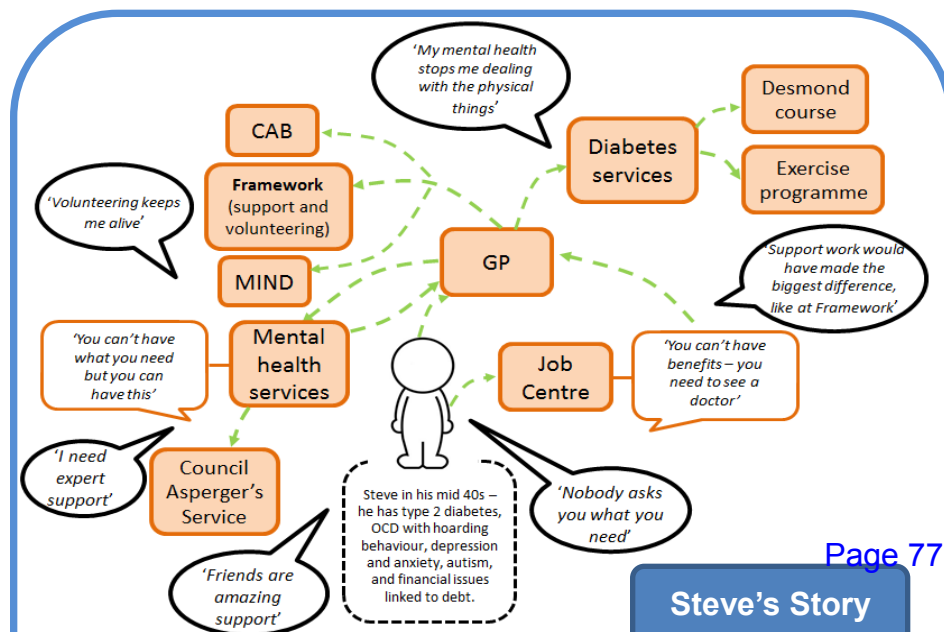 'My mental health
stops me dealing
with the physical
things'
Desmond
course
CAB
Diabetes
services
Exercise
programme
Framework
(support and
volunteering)
'Volunteering keeps
me alive'
GP
MIND
'Support work would
have made the
biggest difference,
like at Framework'
'You can't have
what you need
but you can
have this'
Mental
health
services
Job
Centre
'You can't have
benefits – you
need to see a
doctor'
'I need
expert
support'
Council
Asperger's
Service
Steve in his mid 40s –
he has type 2 diabetes,
OCD with hoarding
behaviour, depression
and anxiety, autism,
and financial issues
linked to debt.
'Nobody asks
you what you
need'
'Friends are
amazing
support'
Page 77
Steve's Story